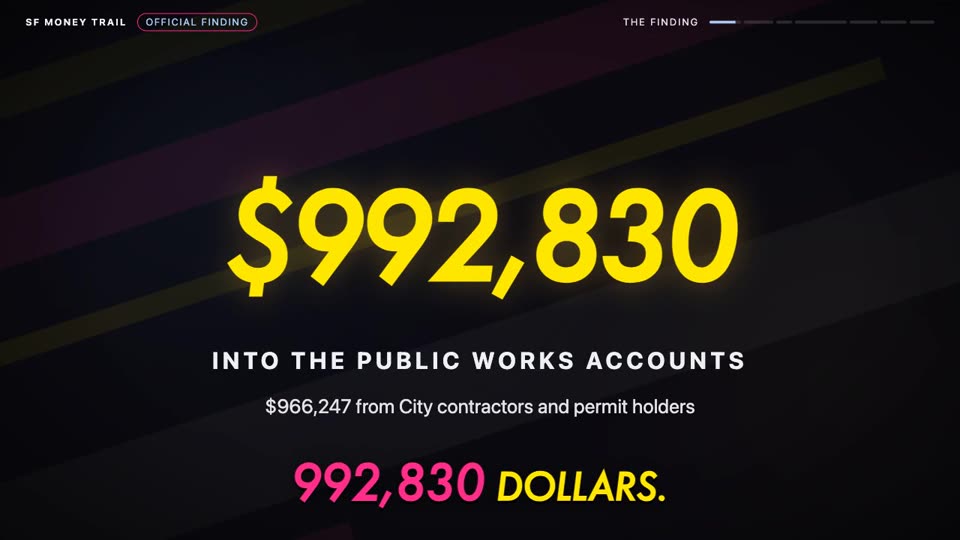 SF MONEY TRAIL OFFICIAL FINDING THE FINDING
$992,830
INTO THE PUBLIC WORKS ACCOUNTS
$966,247 from City contractors and permit holders
992,830 DOLLARS.